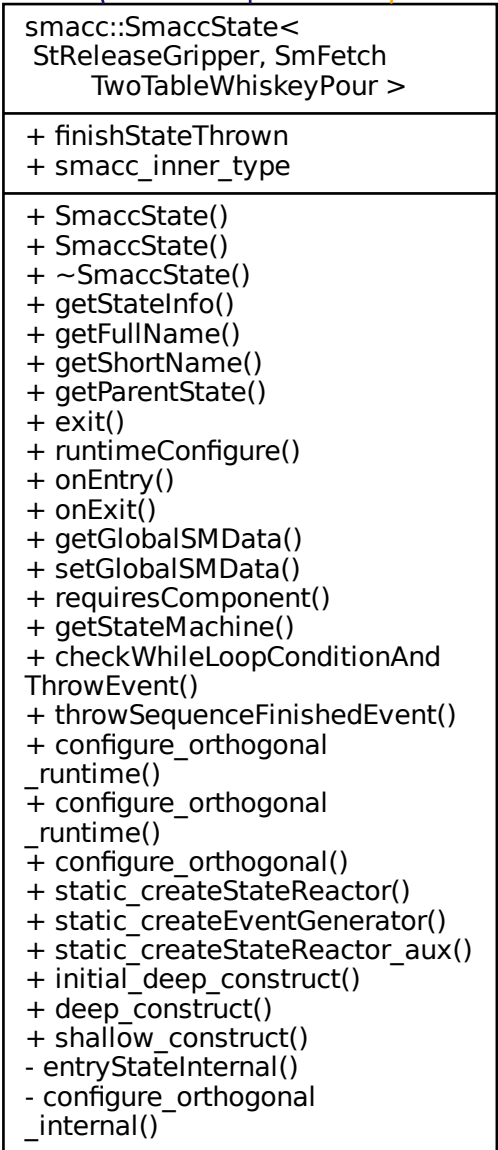 smacc::SmaccState<
StReleaseGripper, SmFetch
TwoTableWhiskeyPour >
+ finishStateThrown
+ smacc_inner_type
+ SmaccState()
+ SmaccState()
+ ~SmaccState()
+ getStateInfo()
+ getFullName()
+ getShortName()
+ getParentState()
+ exit()
+ runtimeConfigure()
+ onEntry()
+ onExit()
+ getGlobalSMData()
+ setGlobalSMData()
+ requiresComponent()
+ getStateMachine()
+ checkWhileLoopConditionAnd
ThrowEvent()
+ throwSequenceFinishedEvent()
+ configure_orthogonal
_runtime()
+ configure_orthogonal
_runtime()
+ configure_orthogonal()
+ static_createStateReactor()
+ static_createEventGenerator()
+ static_createStateReactor_aux()
+ initial_deep_construct()
+ deep_construct()
+ shallow_construct()
- entryStateInternal()
- configure_orthogonal
_internal()